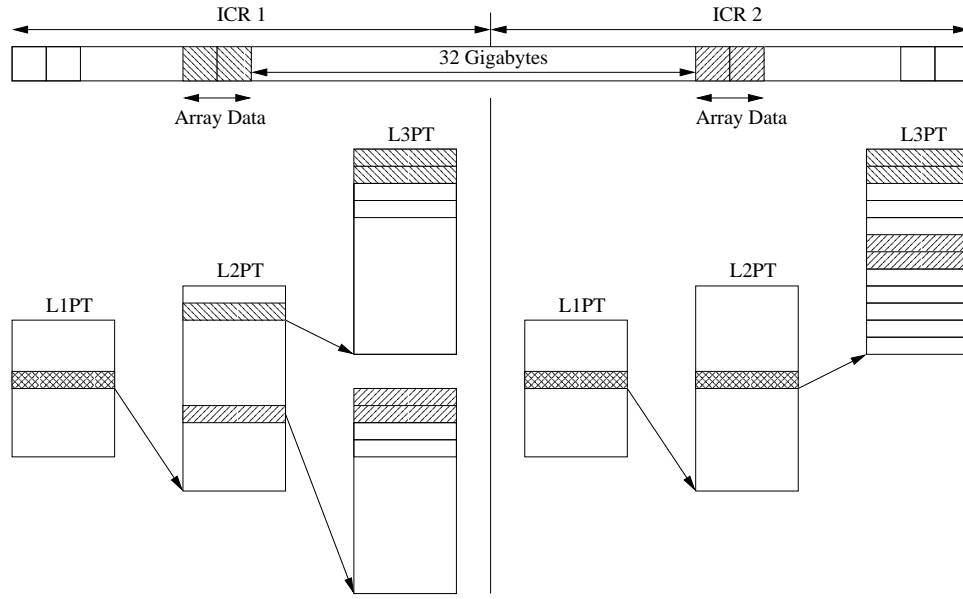 ICR 1 ICR 2
32 Gigabytes
Array Data Array Data
L3PT L3PT
L2PT L2PT
L1PT L1PT